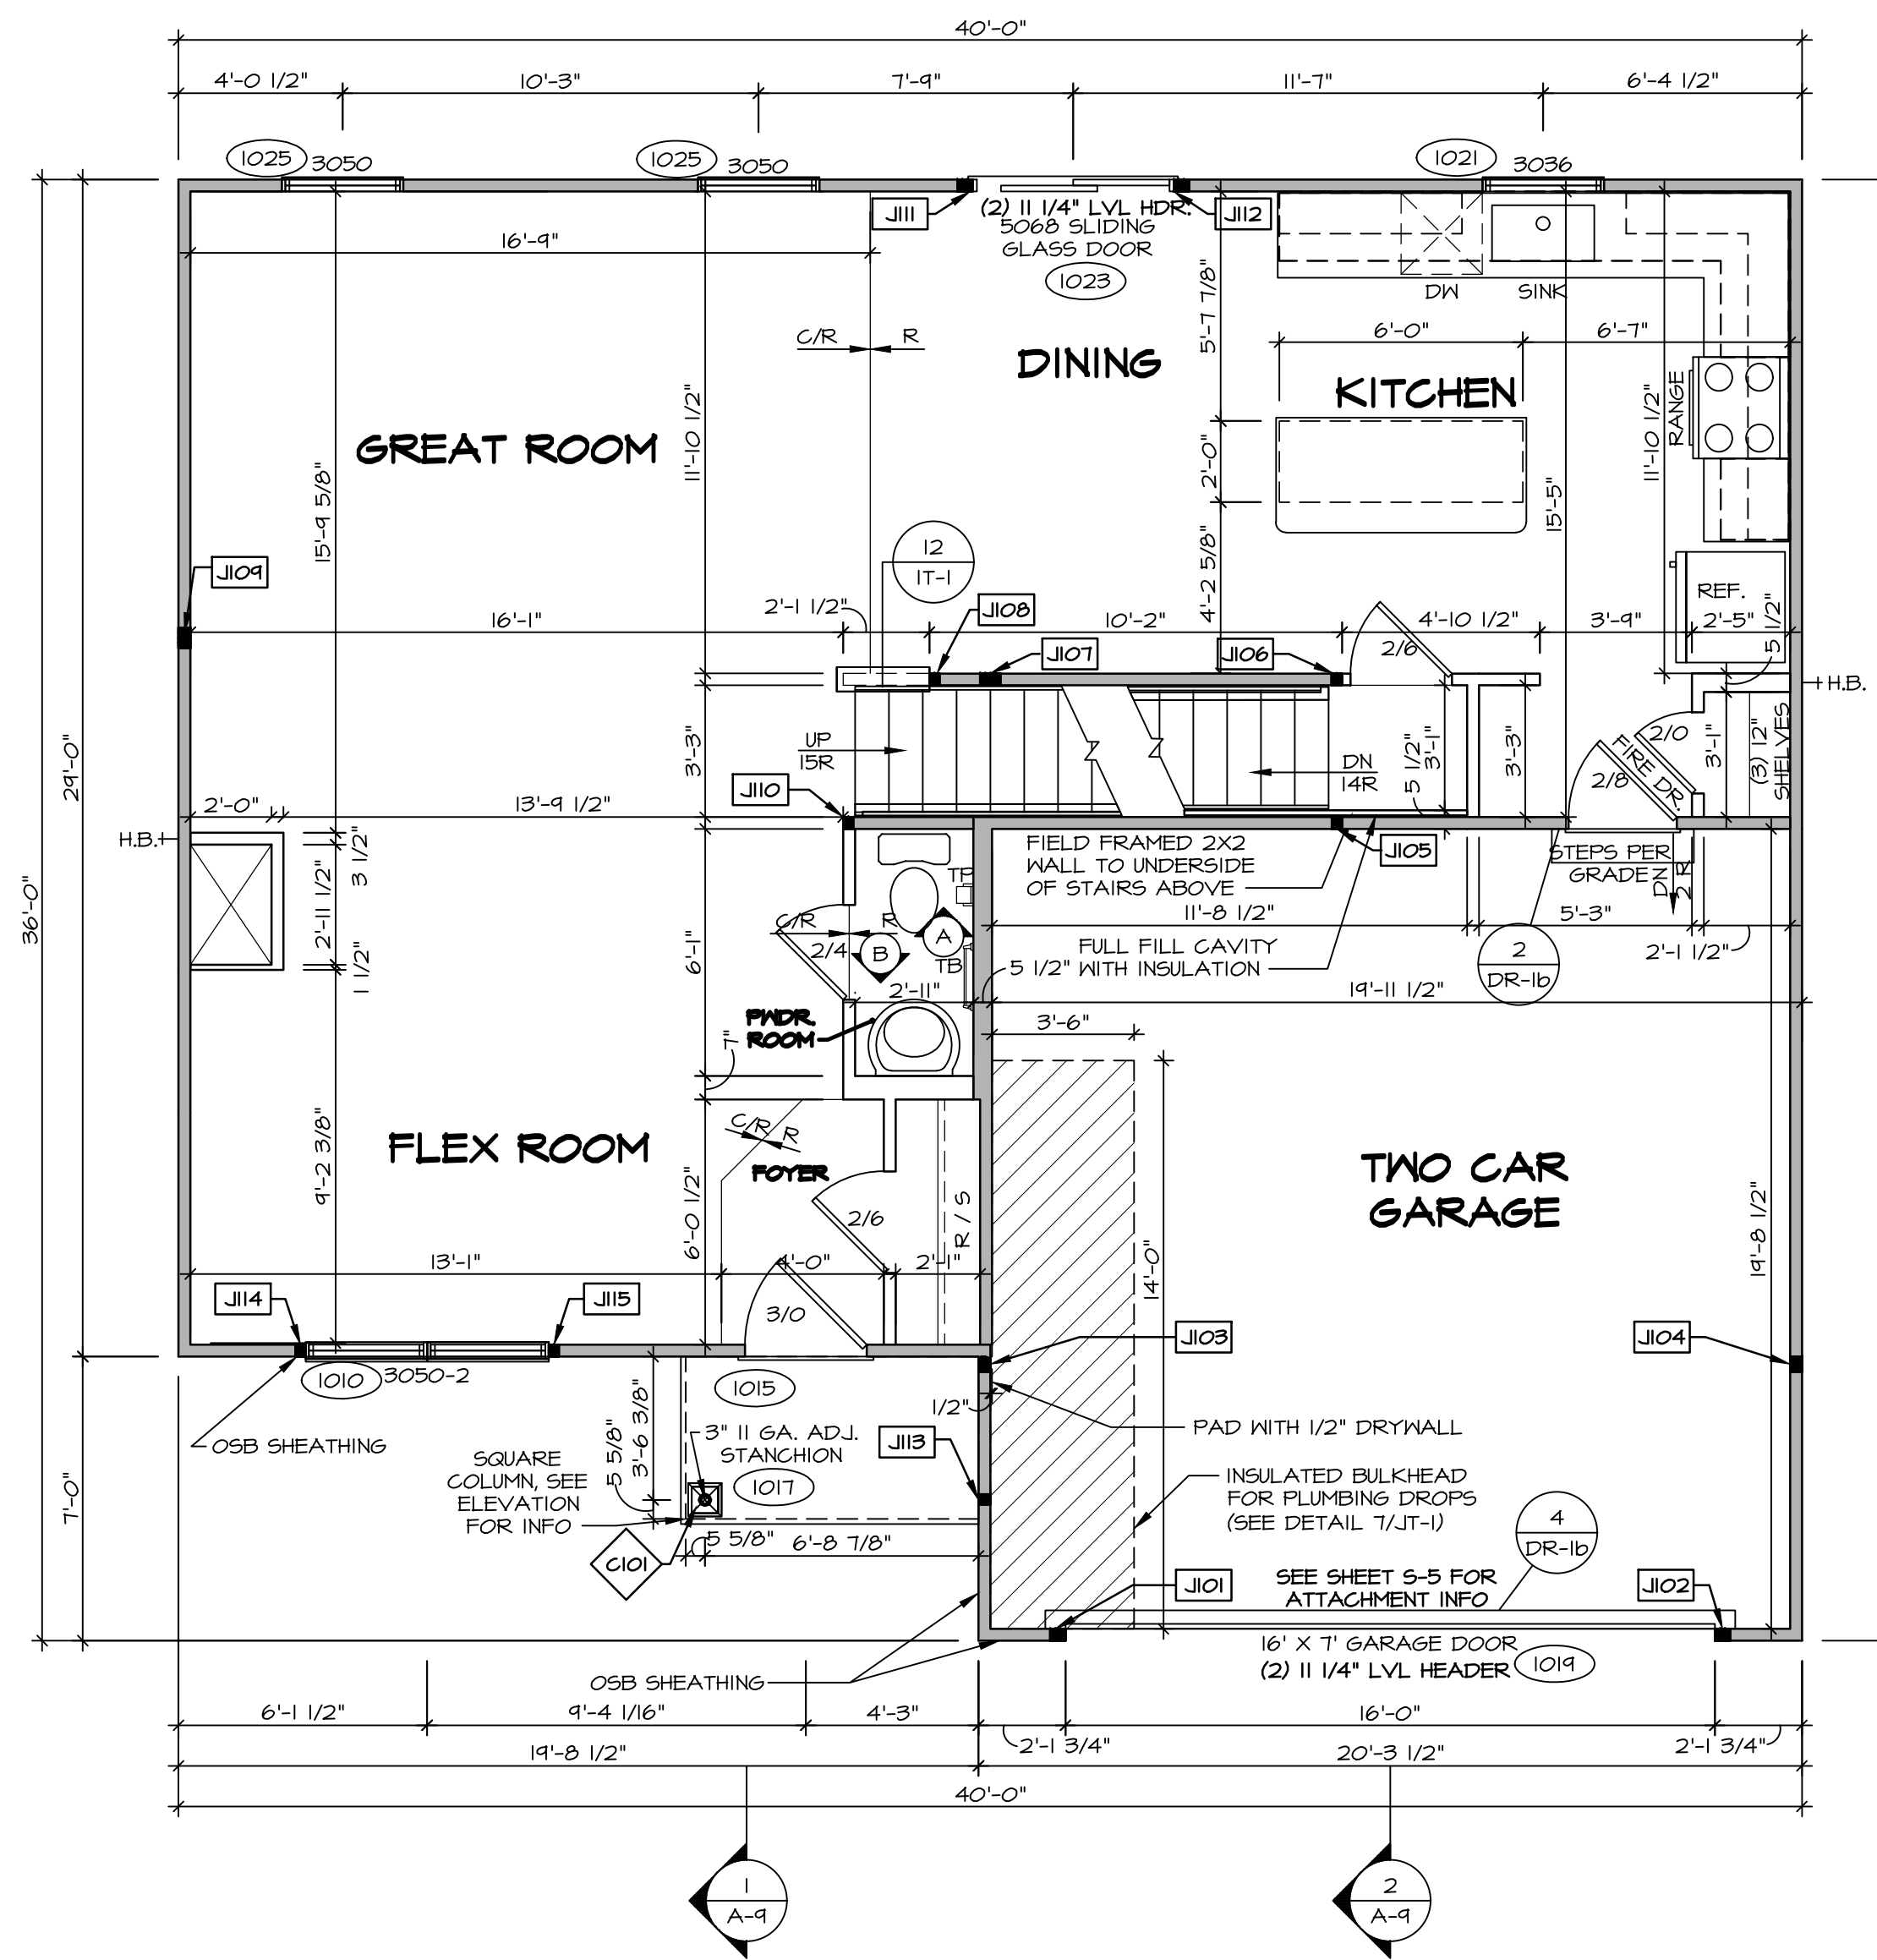 40'-0"
4'-0 1/2"
10'-3"
7'-9"
11'-7"
6'-4 1/2"
1025
3050
1025
3050
1021
3036
J111
(2) 11 1/4" LVL HDR.
J112
5068 SLIDING
GLASS DOOR
1023
16'-9"
DW
SINK
5'-7 7/8"
C/R
R
6'-0"
6'-7"
DINING
KITCHEN
GREAT ROOM
RANGE
11'-10 1/2"
11'-10 1/2"
2'-0"
15'-9 5/8"
15'-5"
12
1T-1
4'-2 5/8"
J109
REF.
16'-1"
2'-1 1/2"
J108
10'-2"
4'-10 1/2"
3'-9"
2'-5"
5 1/2"
J107
J106
2/6
H.B.
29'-0"
3'-3"
UP
15R
DN
14R
5 1/2"
3'-1"
3'-3"
2/0
FIRE DR.
2/8
3'-1"
(3) 12"
SHELVES
J110
2'-0"
13'-9 1/2"
H.B.
3 1/2"
2'-11 1/2"
1 1/2"
FIELD FRAMED 2X2
WALL TO UNDERSIDE
OF STAIRS ABOVE
J105
STEPS PER
GRADE
DN
2 R
TP
36'-0"
C/R
R
2/4
B
A
TB
6'-1"
11'-8 1/2"
5'-3"
2'-1 1/2"
FULL FILL CAVITY
WITH INSULATION
5 1/2"
2
DR-1b
2'-11"
19'-11 1/2"
PWDR.
ROOM
3'-6"
7"
C/R
R
FLEX ROOM
9'-2 3/8"
FOYER
TWO CAR
GARAGE
6'-0 1/2"
2/6
R / S
19'-8 1/2"
14'-0"
13'-1"
4'-0"
2'-1"
J114
J115
3/0
J103
J104
1010
3050-2
1015
1/2"
PAD WITH 1/2" DRYWALL
OSB SHEATHING
3" 11 GA. ADJ.
STANCHION
1017
J113
SQUARE
COLUMN, SEE
ELEVATION
FOR INFO
5 5/8"
3'-6 3/8"
INSULATED BULKHEAD
FOR PLUMBING DROPS
(SEE DETAIL 7/JT-1)
7'-0"
4
DR-1b
5 5/8"
6'-8 7/8"
C101
J101
SEE SHEET S-5 FOR
ATTACHMENT INFO
J102
16' X 7' GARAGE DOOR
(2) 11 1/4" LVL HEADER
1019
OSB SHEATHING
6'-1 1/2"
9'-4 1/16"
4'-3"
2'-1 3/4"
16'-0"
2'-1 3/4"
19'-8 1/2"
20'-3 1/2"
40'-0"
1
A-9
2
A-9